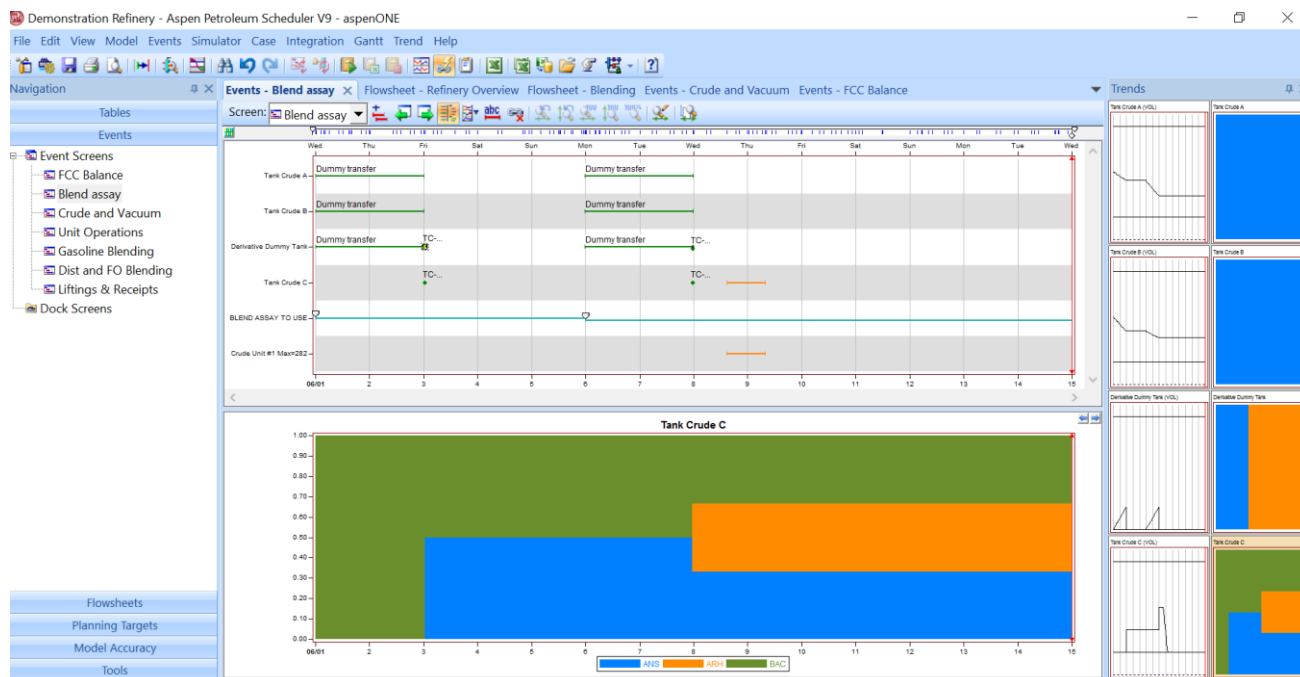 Demonstration Refinery - Aspen Petroleum Scheduler V9 - aspenONE
File Edit View Model Events Simulator Case Integration Gantt Trend Help
Navigation
Tables
Events
Event Screens
FCC Balance
Blend assay
Crude and Vacuum
Unit Operations
Gasoline Blending
Dist and FO Blending
Liftings & Receipts
Dock Screens
Flowsheets
Planning Targets
Model Accuracy
Tools
Events - Blend assay Flowsheet - Refinery Overview Flowsheet - Blending Events - Crude and Vacuum Events - FCC Balance
Screen: Blend assay
Wed Thu Fri Sat Sun Mon Tue Wed Thu Fri Sat Sun Mon Tue Wed
Tank Crude A Dummy transfer Dummy transfer
Tank Crude B Dummy transfer Dummy transfer
Derivative Dummy Tank Dummy transfer TC-... Dummy transfer TC-...
Tank Crude C TC-... TC-...
BLEND ASSAY TO USE
Crude Unit #1 Max=282
06/01 2 3 4 5 6 7 8 9 10 11 12 13 14 15
Tank Crude C
1.00
0.90
0.80
0.70
0.60
0.50
0.40
0.30
0.20
0.10
0.00
06/01 2 3 4 5 6 7 8 9 10 11 12 13 14 15
ANS ARH BAC
Trends
Tank Crude A (VOL) Tank Crude A
Tank Crude B (VOL) Tank Crude B
Derivative Dummy Tank (VOL) Derivative Dummy Tank
Tank Crude C (VOL) Tank Crude C